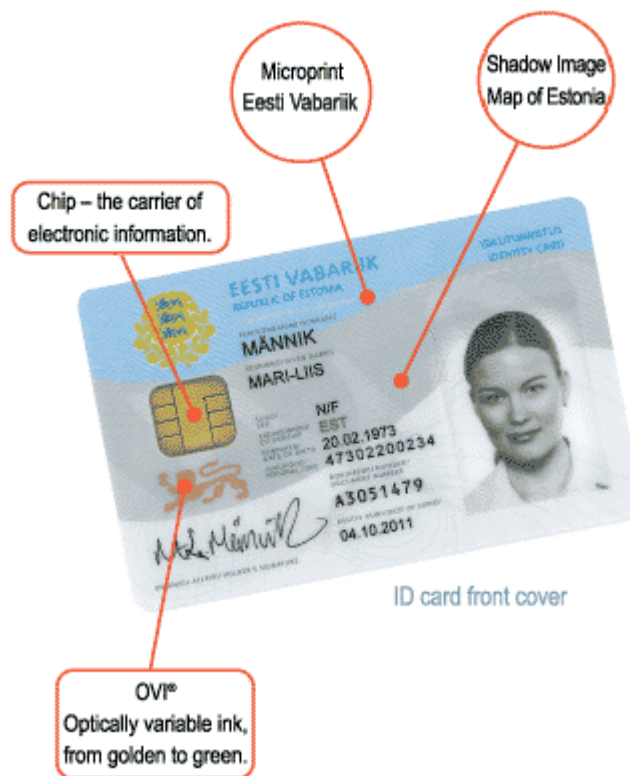 Microprint
Eesti Vabariik
Shadow Image
Map of Estonia
Chip – the carrier of
electronic information.
EESTI VABARIIK
REPUBLIC OF ESTONIA
ISIKUTUNNISTUS
IDENTITY CARD
MÄNNIK
MARI-LIIS
N/F
EST
20.02.1973
47302200234
A3051479
04.10.2011
ID card front cover
OVI®
Optically variable ink,
from golden to green.